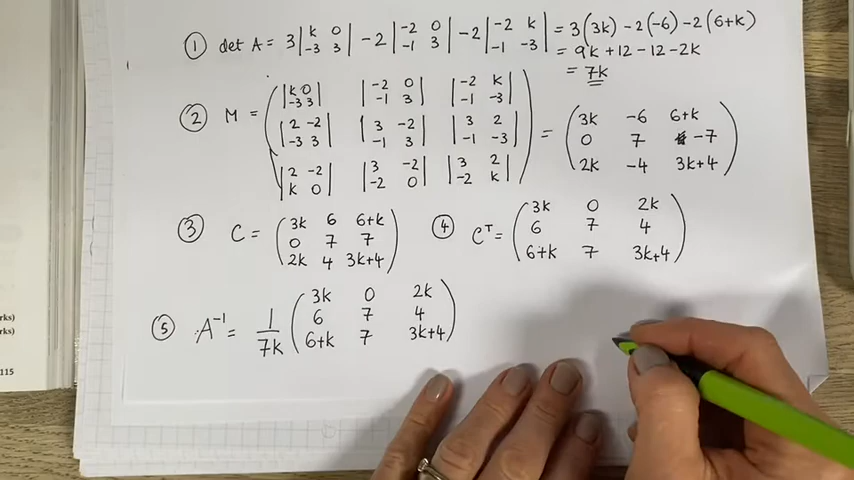 ① det A = 3 |k 0; -3 3| - 2 |-2 0; -1 3| - 2 |-2 k; -1 -3| = 3(3k) - 2(-6) - 2(6+k)
= 9k + 12 - 12 - 2k
= 7k
② M = ( |k 0; -3 3| |-2 0; -1 3| |-2 k; -1 -3| ) = ( 3k -6 6+k )
( |2 -2; -3 3| |3 -2; -1 3| |3 2; -1 -3| ) ( 0 7 -7 )
( |2 -2; k 0| |3 -2; -2 0| |3 2; -2 k| ) ( 2k -4 3k+4 )
③ C = ( 3k 6 6+k )
( 0 7 7 )
( 2k 4 3k+4 )
④ Cᵀ = ( 3k 0 2k )
( 6 7 4 )
( 6+k 7 3k+4 )
⑤ A⁻¹ = 1/7k ( 3k 0 2k )
( 6 7 4 )
( 6+k 7 3k+4 )
ks)
rks)
115